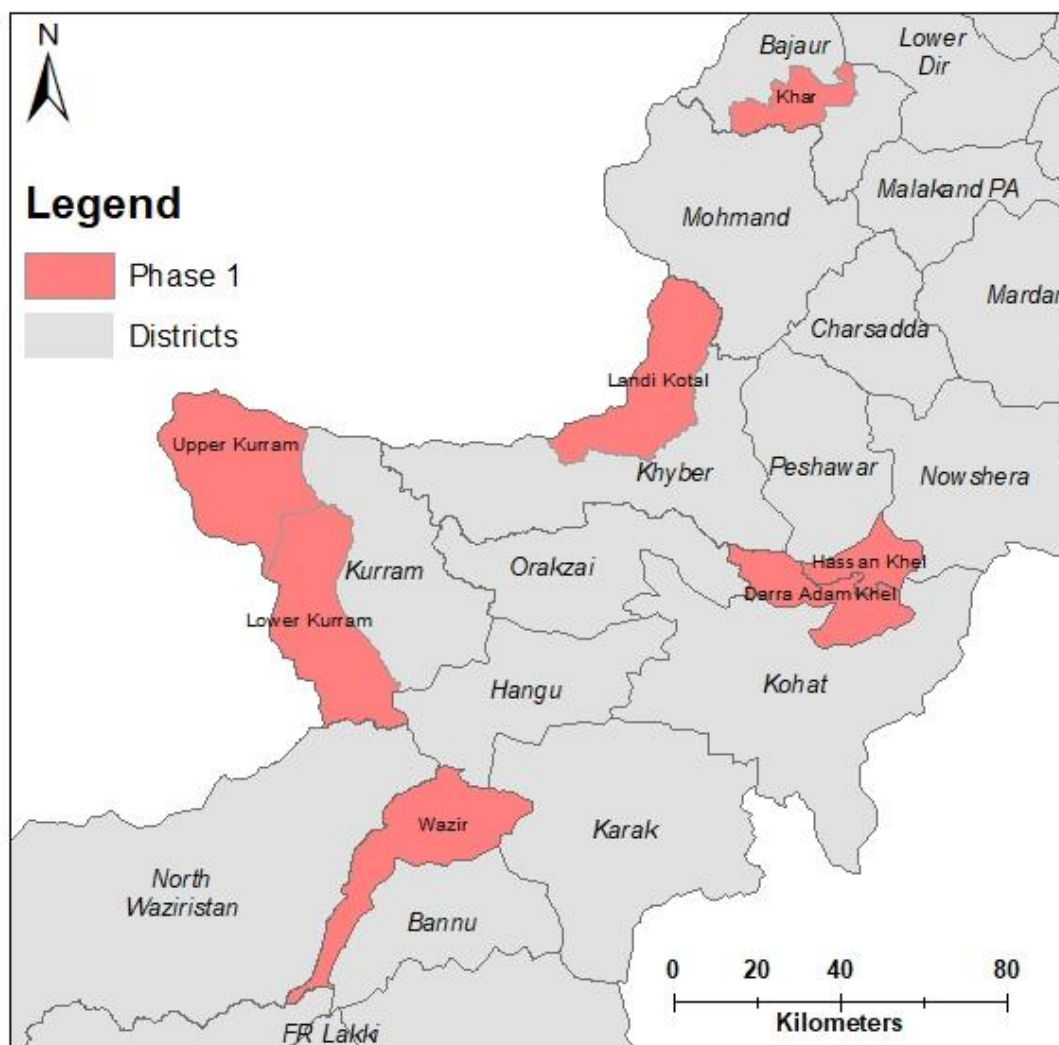 N
Legend
Phase 1
Districts
Bajaur
Lower
Dir
Khar
Malakand PA
Mohmand
Mardan
Charsadda
Landi Kotal
Upper Kurram
Khyber
Peshawar
Nowshera
Hassan Khel
Orakzai
Kurram
Darra Adam Khel
Lower Kurram
Hangu
Kohat
Wazir
Karak
North
Waziristan
Bannu
FR Lakki
0 20 40 80
Kilometers